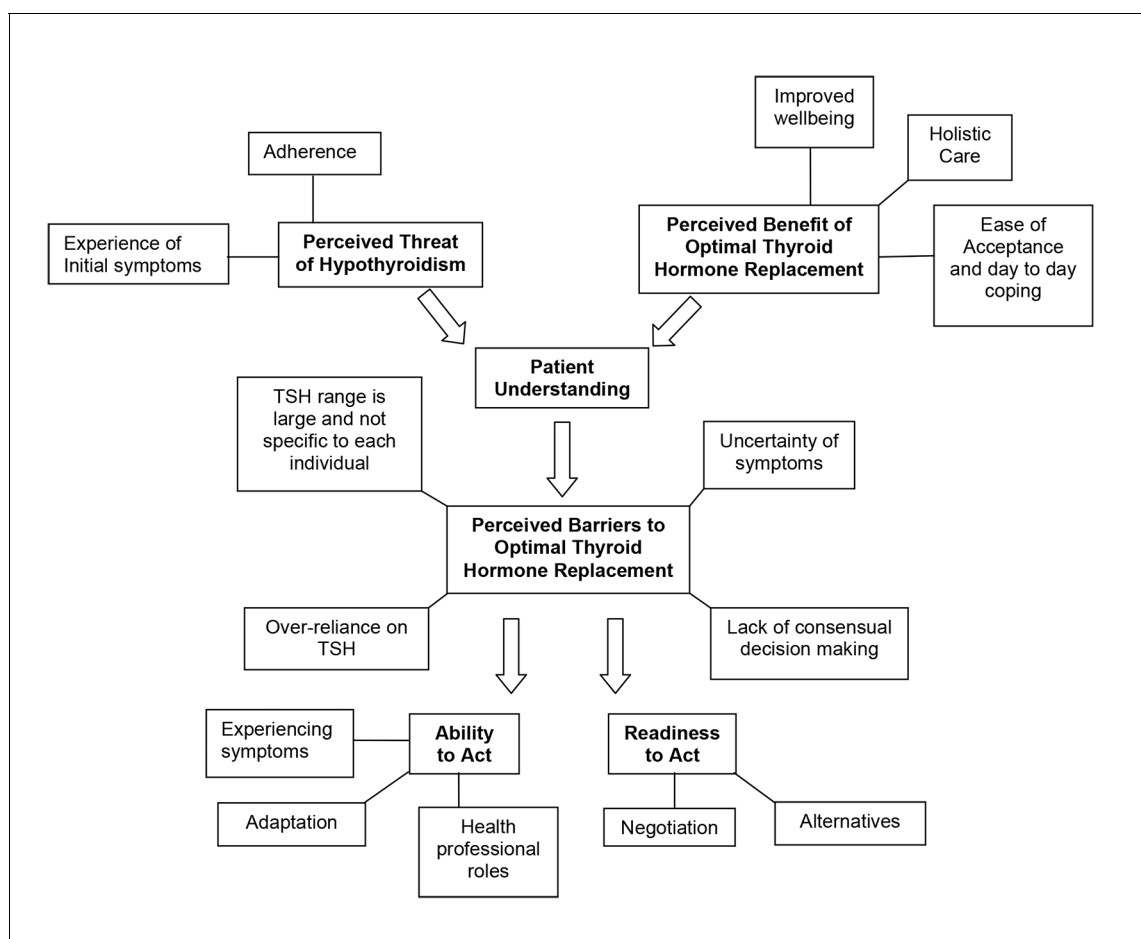 Improved
wellbeing
Holistic
Care
Adherence
Experience of
Initial symptoms
Perceived Threat
of Hypothyroidism
Perceived Benefit of
Optimal Thyroid
Hormone Replacement
Ease of
Acceptance
and day to day
coping
Patient
Understanding
TSH range is
large and not
specific to each
individual
Uncertainty of
symptoms
Perceived Barriers to
Optimal Thyroid
Hormone Replacement
Over-reliance on
TSH
Lack of consensual
decision making
Experiencing
symptoms
Ability
to Act
Readiness
to Act
Adaptation
Health
professional
roles
Negotiation
Alternatives